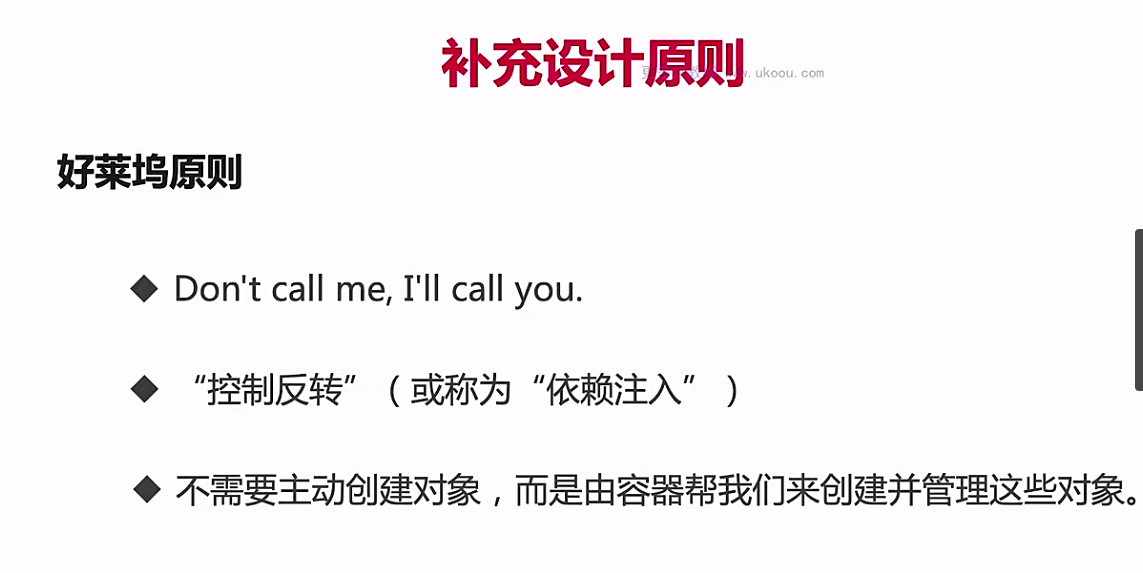 补充设计原则
www.ukoou.com
好莱坞原则
◆ Don't call me, I'll call you.
◆ “控制反转”（或称为“依赖注入”）
◆ 不需要主动创建对象，而是由容器帮我们来创建并管理这些对象。